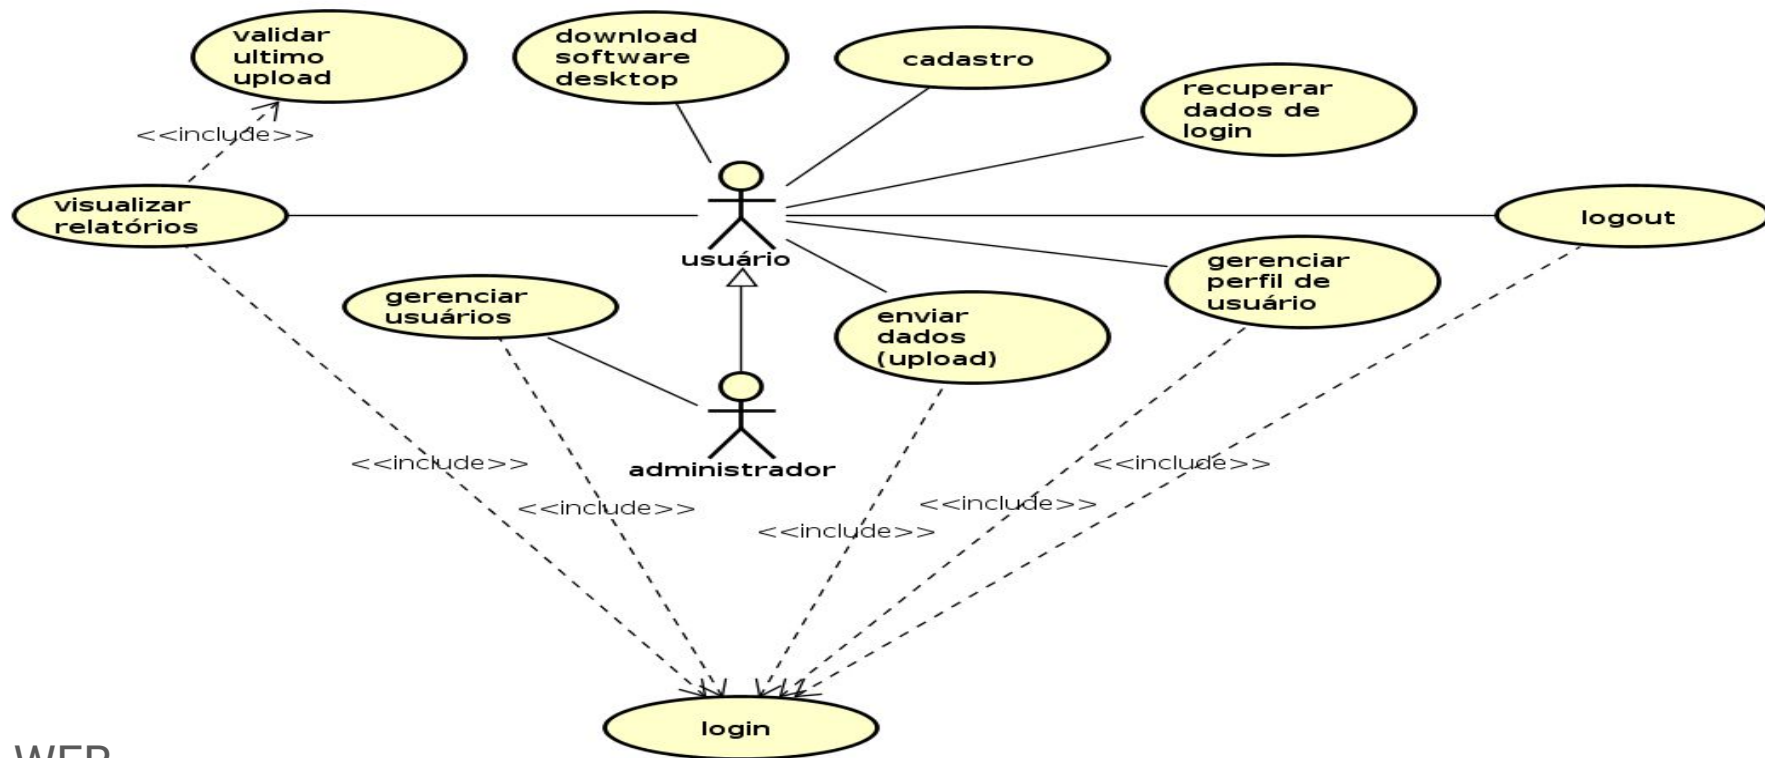 validar
ultimo
upload
download
software
desktop
cadastro
recuperar
dados de
login
<<include>>
visualizar
relatórios
logout
usuário
gerenciar
perfil de
usuário
gerenciar
usuários
enviar
dados
(upload)
administrador
<<include>>
<<include>>
<<include>>
<<include>>
<<include>>
login
WEB